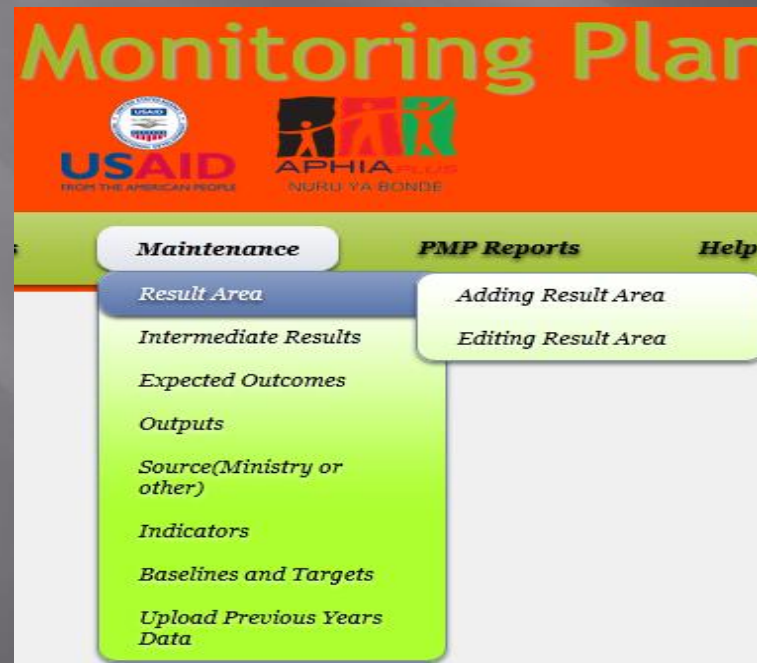 Monitoring Plan
USAID
USAID
FROM THE AMERICAN PEOPLE
APHIA PLUS
NURU YA BONDE
s
Maintenance
PMP Reports
Help
Result Area
Adding Result Area
Intermediate Results
Editing Result Area
Expected Outcomes
Outputs
Source(Ministry or
other)
Indicators
Baselines and Targets
Upload Previous Years
Data